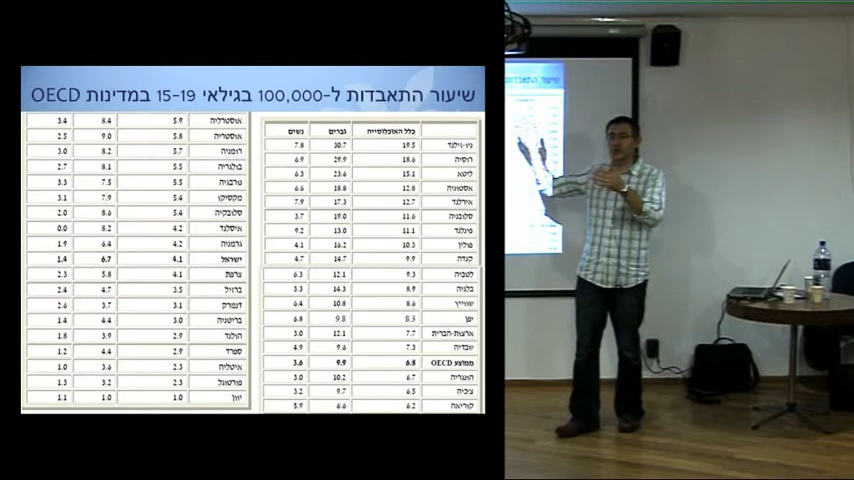 שיעור התאבדות ל-100,000 בגילאי 15-19 במדינות OECD
כלל האוכלוסייה גברים נשים
ניו-זילנד 19.5 30.7 7.8
רוסיה 18.6 29.9 6.9
ליטא 15.1 23.6 6.3
אסטוניה 12.8 18.8 6.6
אירלנד 12.7 17.3 7.9
סלובניה 11.6 19.0 3.7
פינלנד 11.1 13.0 9.2
פולין 10.3 16.2 4.1
קנדה 9.9 14.7 4.7
לטביה 9.3 12.1 6.3
בלגיה 8.9 14.3 3.3
שווייץ 8.6 10.8 6.4
יפן 8.3 9.8 6.8
ארצות-הברית 7.7 12.1 3.0
שבדיה 7.3 9.6 4.9
ממוצע OECD 6.8 9.9 3.6
הונגריה 6.7 10.2 3.0
צ'כיה 6.5 9.7 3.2
קוריאה 6.2 6.6 5.9
אוסטרליה 5.9 8.4 3.4
אוסטריה 5.8 9.0 2.5
רומניה 5.7 8.2 3.0
בולגריה 5.5 8.1 2.7
נורבגיה 5.5 7.5 3.3
מקסיקו 5.4 7.9 3.1
סלובקיה 5.4 8.6 2.0
איסלנד 4.2 8.2 0.0
גרמניה 4.2 6.4 1.9
ישראל 4.1 6.7 1.4
צרפת 4.1 5.8 2.3
ברזיל 3.5 4.7 2.4
דנמרק 3.1 3.7 2.6
בריטניה 3.0 4.4 1.4
הולנד 2.9 3.9 1.8
ספרד 2.9 4.4 1.2
איטליה 2.3 3.6 1.0
פורטוגל 2.3 3.2 1.3
יוון 1.0 1.0 1.1